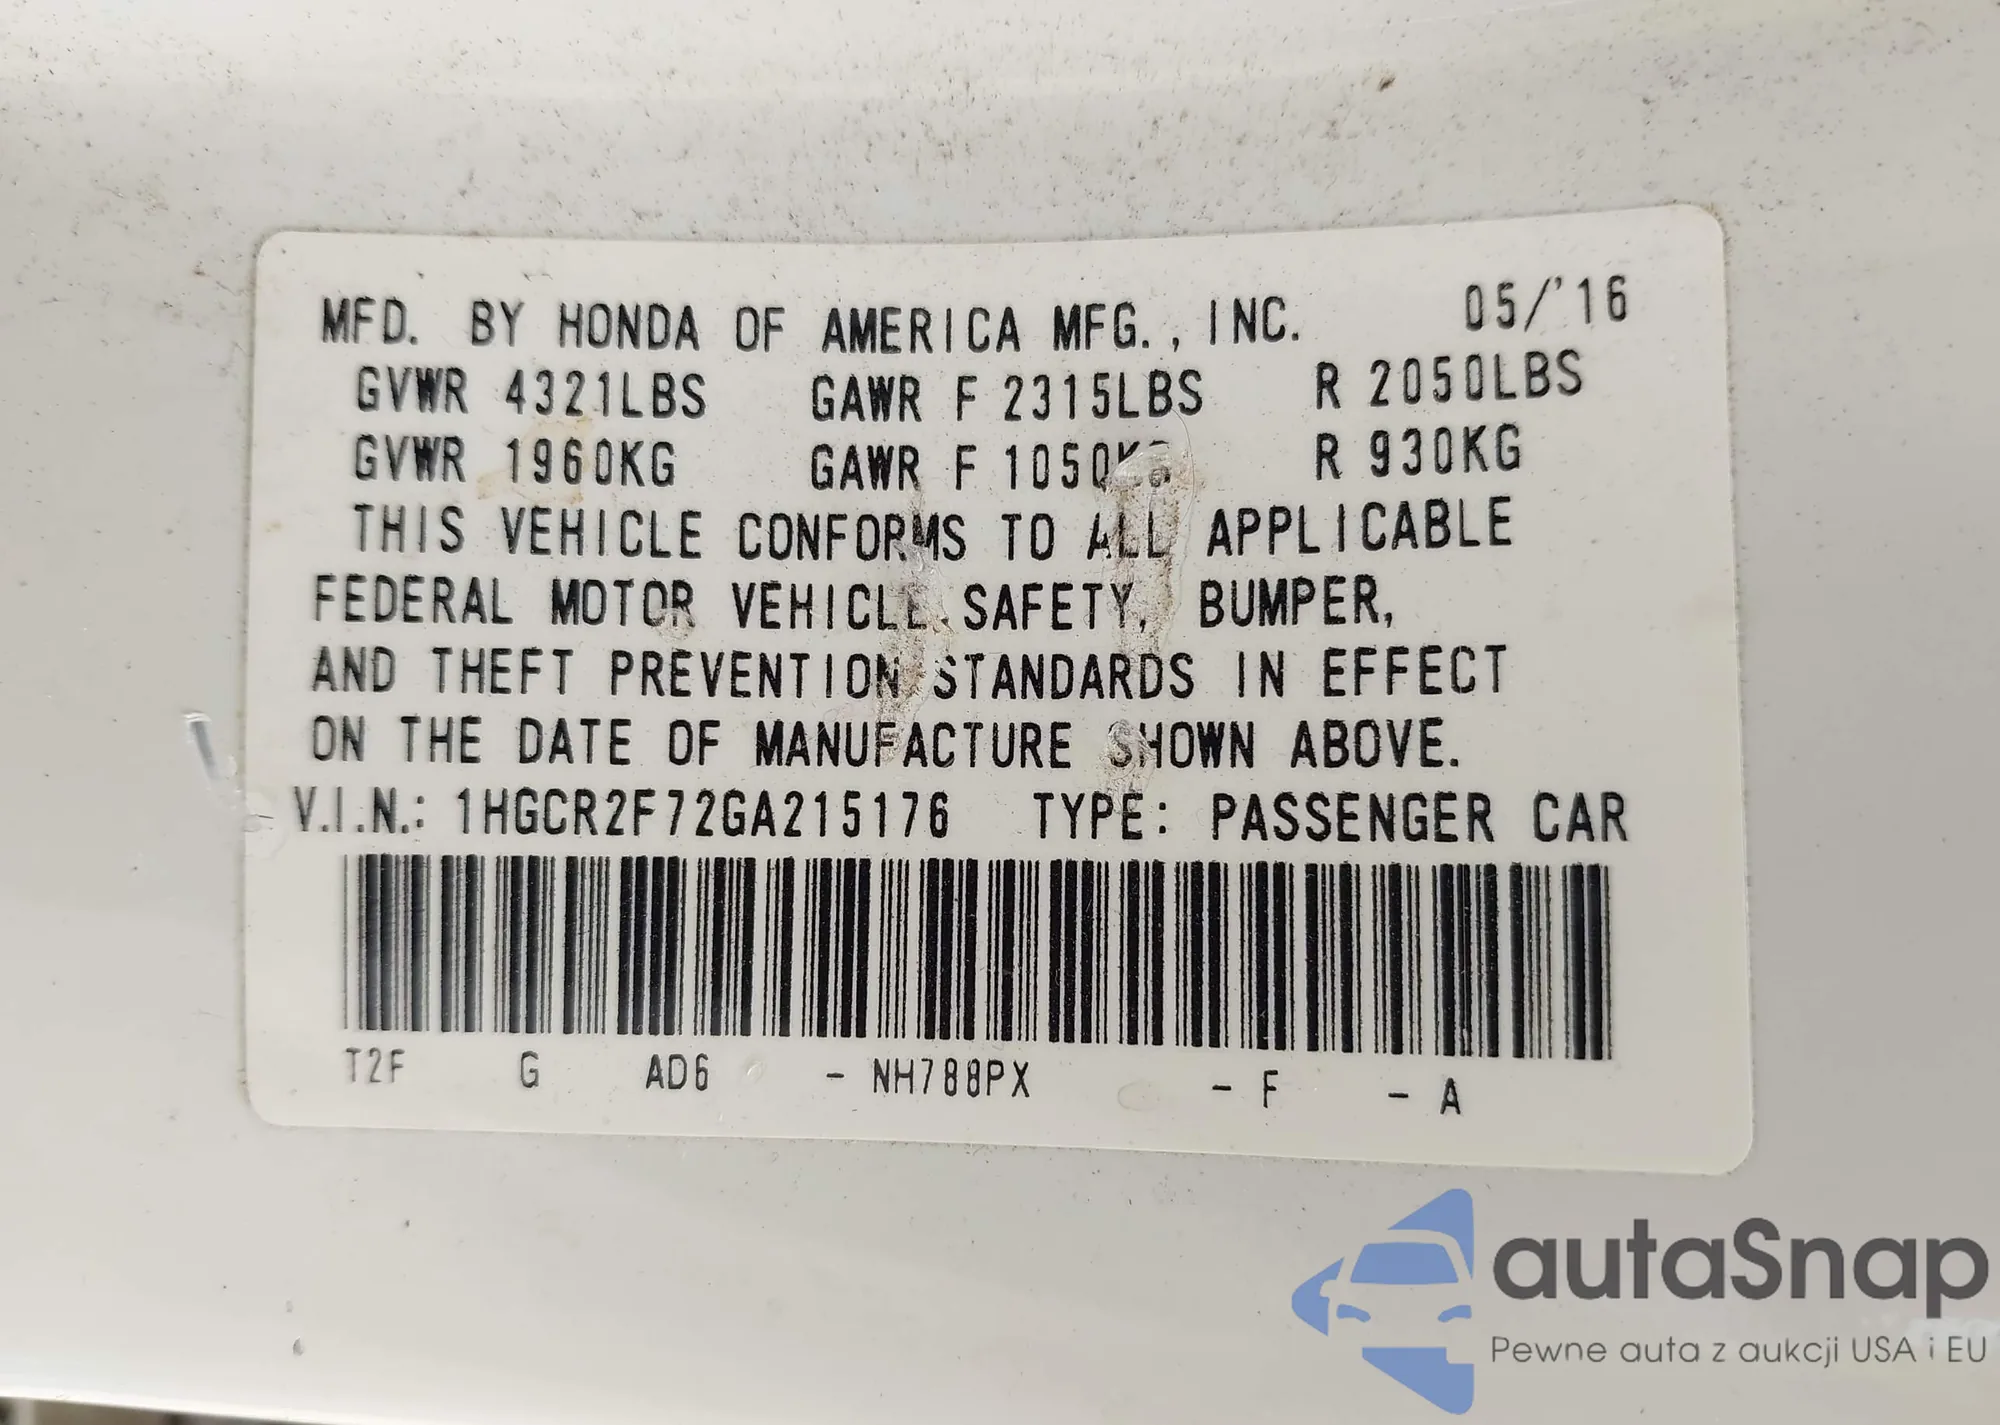 MFD. BY HONDA OF AMERICA MFG., INC. 05/'16
GVWR 4321LBS GAWR F 2315LBS R 2050LBS
GVWR 1960KG GAWR F 1050KG R 930KG
THIS VEHICLE CONFORMS TO ALL APPLICABLE
FEDERAL MOTOR VEHICLE SAFETY, BUMPER,
AND THEFT PREVENTION STANDARDS IN EFFECT
ON THE DATE OF MANUFACTURE SHOWN ABOVE.
V.I.N.: 1HGCR2F72GA215176 TYPE: PASSENGER CAR
T2F G AD6 - NH788PX - F - A
autaSnap
Pewne auta z aukcji USA i EU